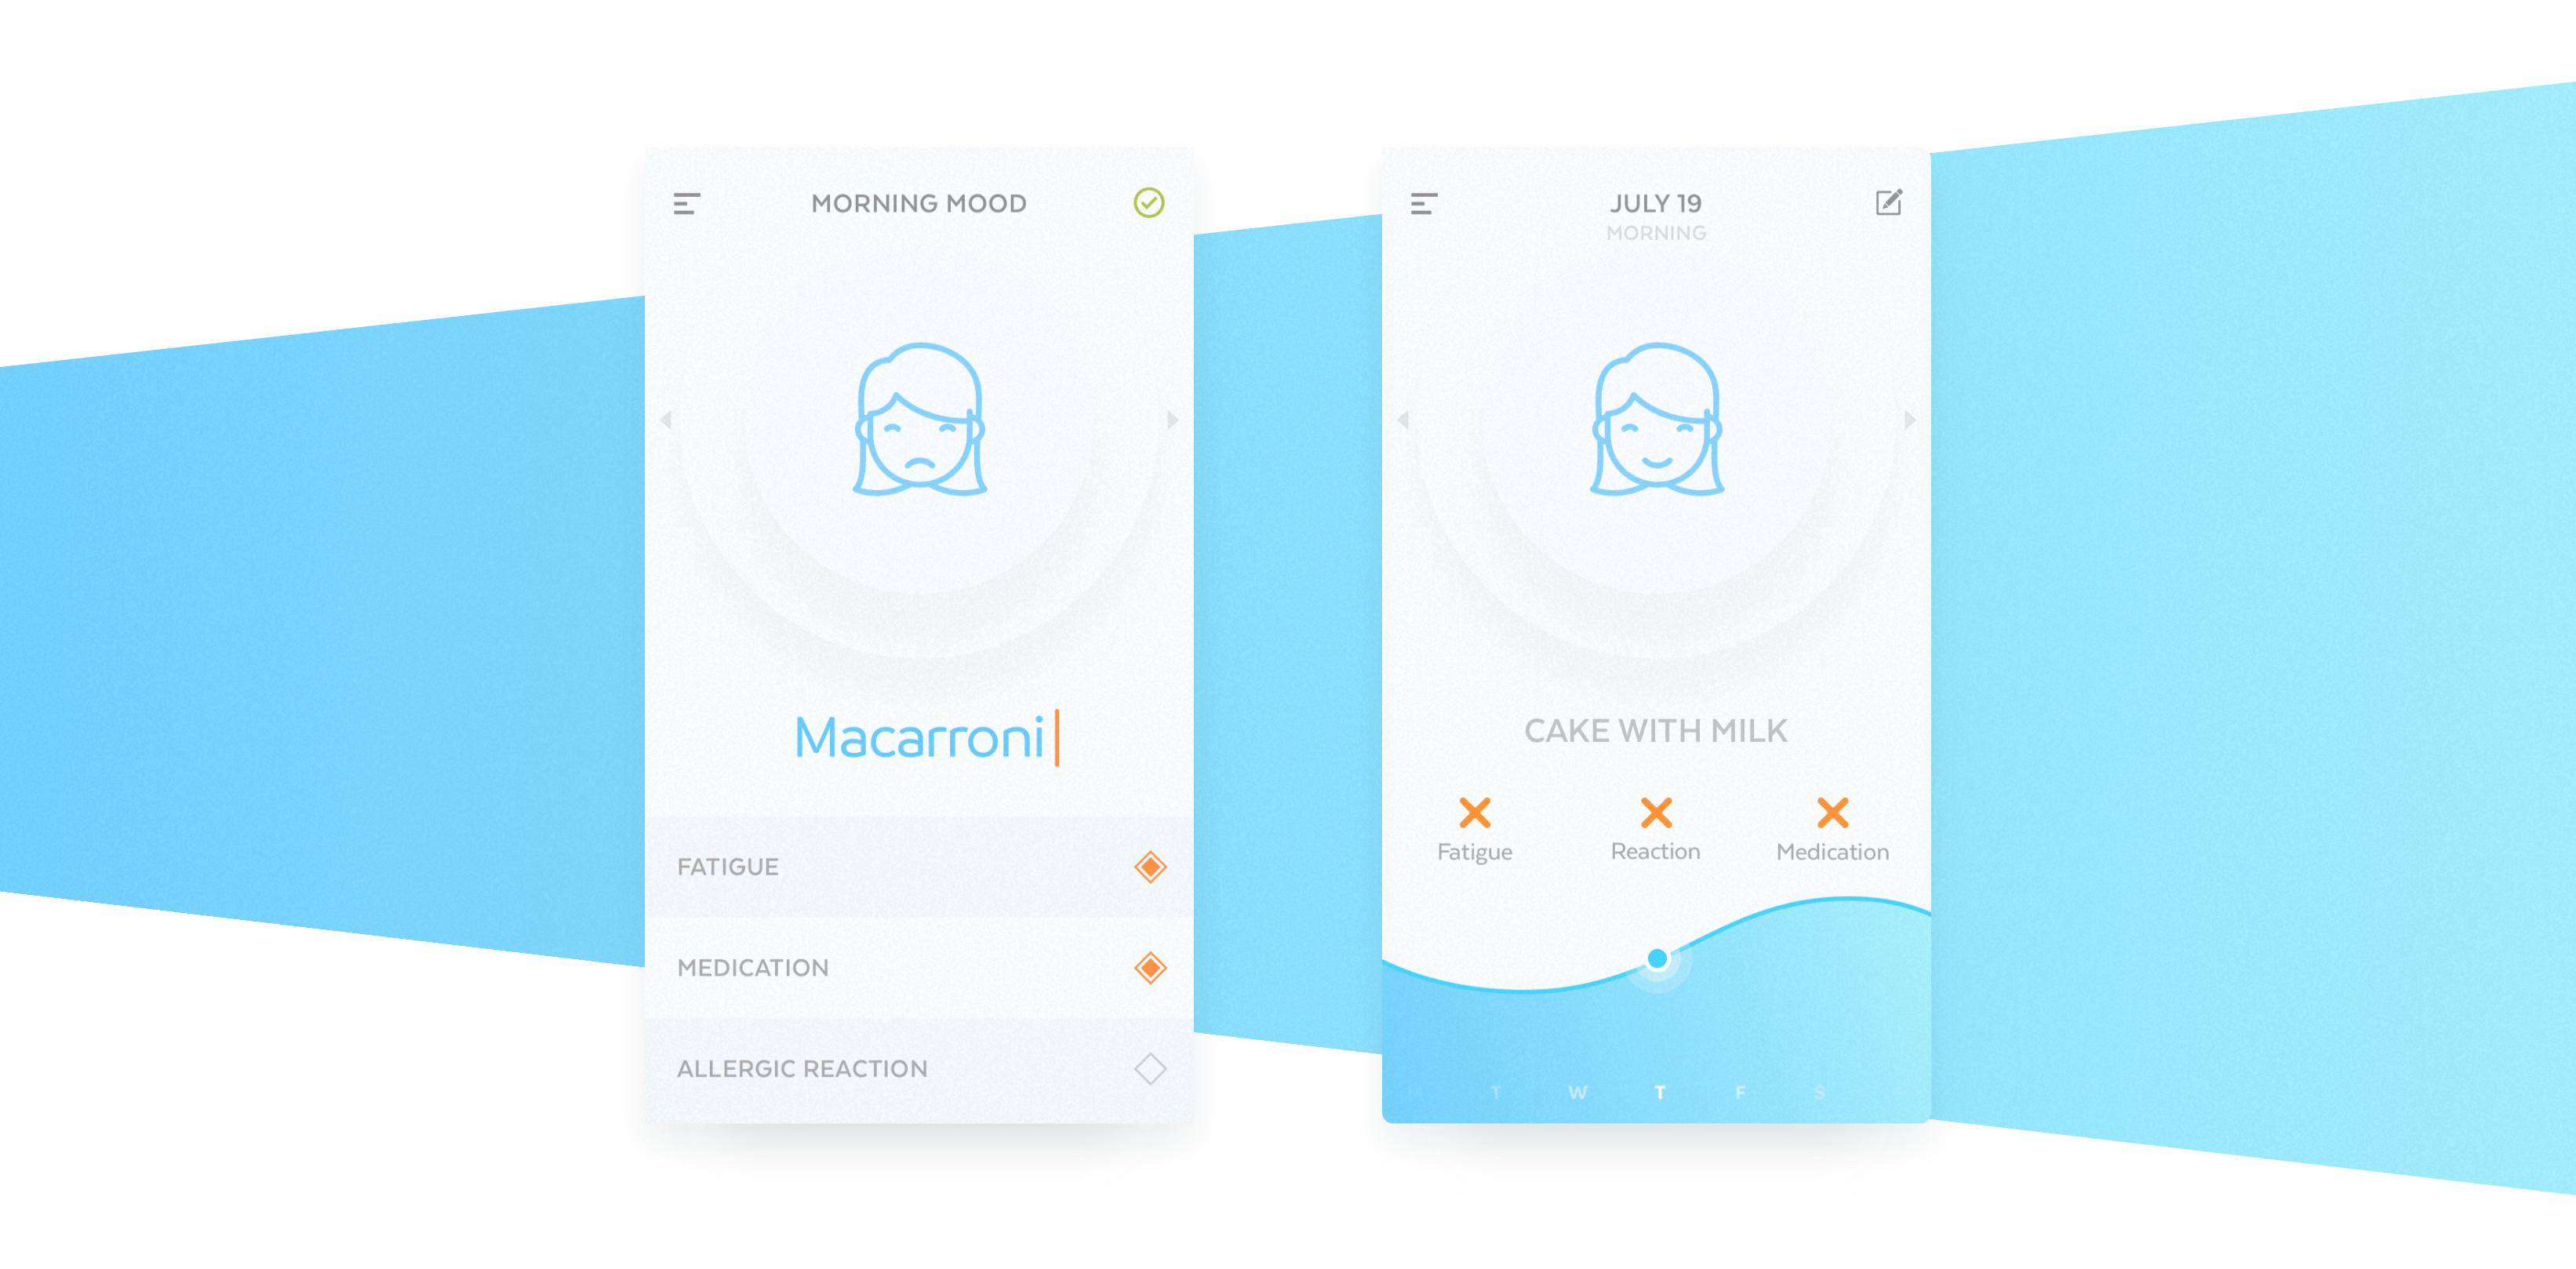 MORNING MOOD
Macarroni
FATIGUE
MEDICATION
ALLERGIC REACTION
JULY 19
MORNING
CAKE WITH MILK
Fatigue Reaction Medication
T W T F S